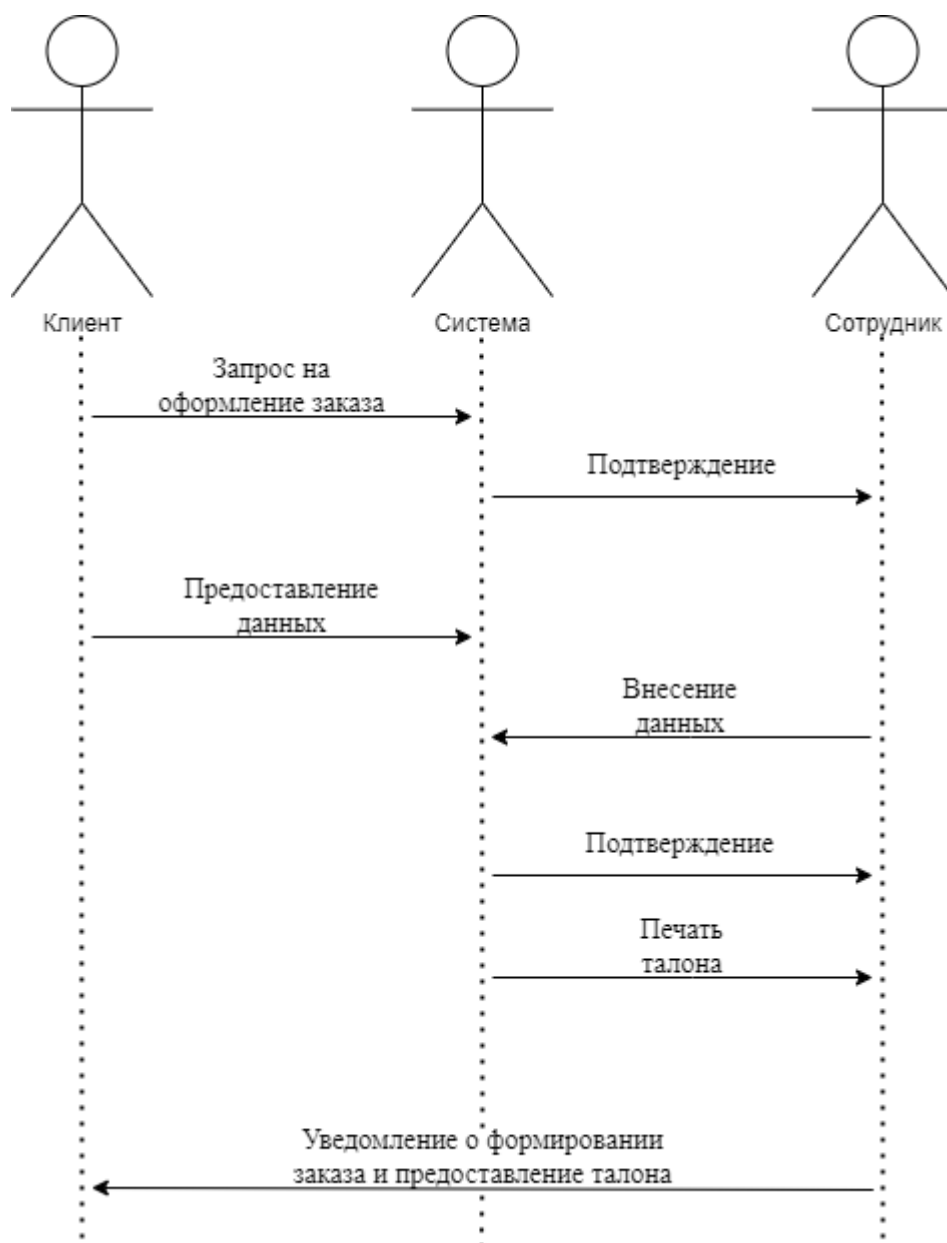 Клиент
Система
Сотрудник
Запрос на
оформление заказа
Подтверждение
Предоставление
данных
Внесение
данных
Подтверждение
Печать
талона
Уведомление о формировании
заказа и предоставление талона